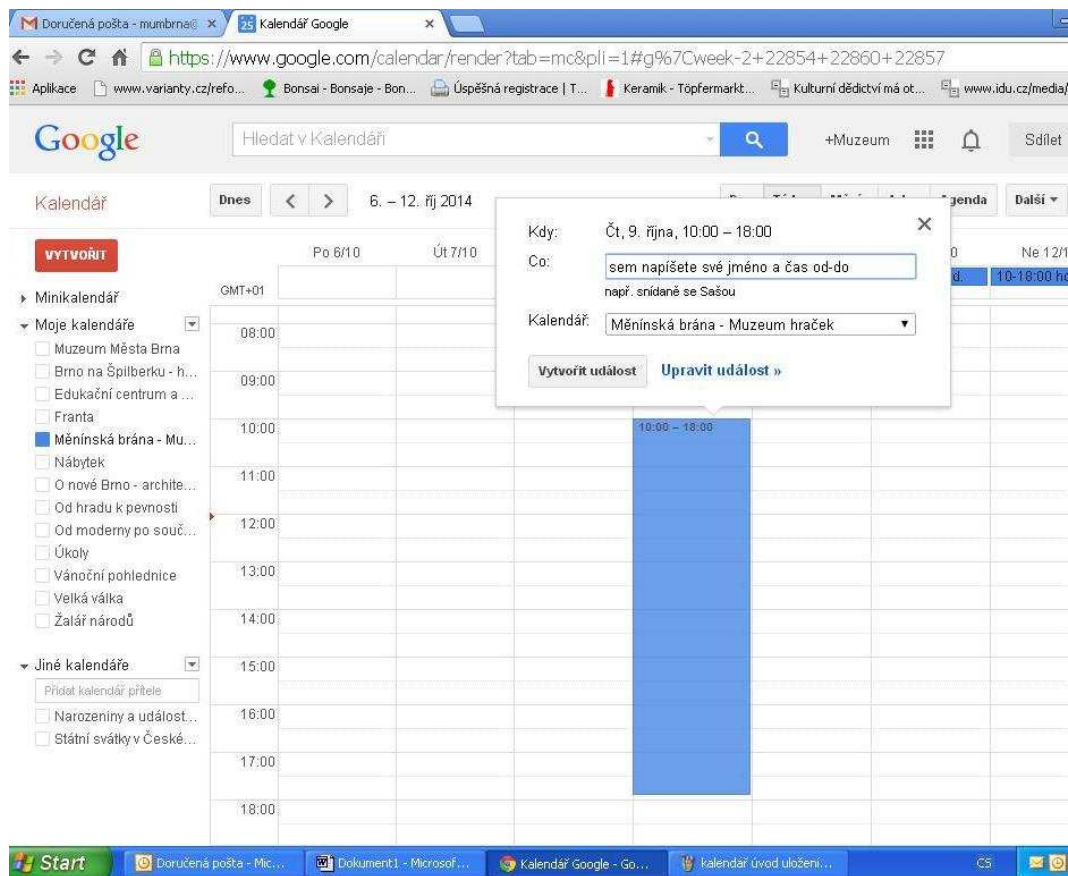 Doručená pošta - mumbrna@
Kalendář Google
https://www.google.com/calendar/render?tab=mc&pli=1#g%7Cweek-2+22854+22860+22857
Aplikace www.varianty.cz/refo... Bonsai - Bonsaje - Bon... Úspěšná registrace | T... Keramik - Töpfermarkt... Kulturní dědictví má ot... www.idu.cz/media/
Google
Hledat v Kalendáři
+Muzeum
Sdílet
Kalendář
Dnes
6. – 12. říj 2014
Agenda
Další
VYTVOŘIT
Minikalendář
Moje kalendáře
Muzeum Města Brna
Brno na Špilberku - h...
Edukační centrum a ...
Franta
Měnínská brána - Mu...
Nábytek
O nové Brno - archite...
Od hradu k pevnosti
Od moderny po souč...
Úkoly
Vánoční pohlednice
Velká válka
Žalář národů
Jiné kalendáře
Přidat kalendář přítele
Narozeniny a událost...
Státní svátky v České...
Po 6/10 Út 7/10 Ne 12/1
GMT+01
10-18:00 ho
08:00
09:00
10:00
11:00
12:00
13:00
14:00
15:00
16:00
17:00
18:00
Kdy: Čt, 9. října, 10:00 – 18:00
Co: sem napíšete své jméno a čas od-do
např. snídaně se Sašou
Kalendář: Měnínská brána - Muzeum hraček
Vytvořit událost Upravit událost »
10:00 – 18:00
Start
Doručená pošta - Mic...
Dokument1 - Microsof...
Kalendář Google - Go...
kalendář úvod uložení...
CS